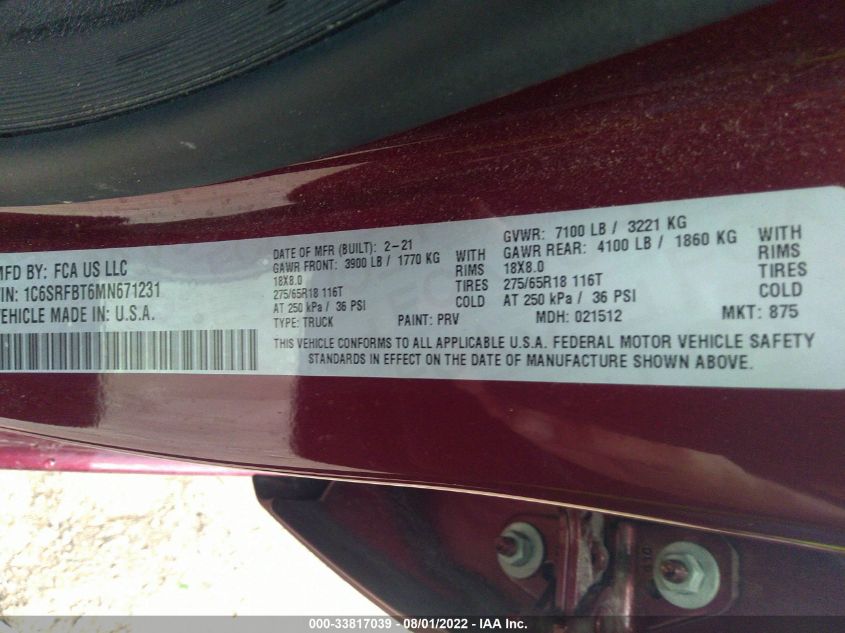 MFD BY: FCA US LLC
VIN: 1C6SRFBT6MN671231
VEHICLE MADE IN: U.S.A.
DATE OF MFR (BUILT): 2-21
GAWR FRONT: 3900 LB / 1770 KG WITH
18X8.0 RIMS
275/65R18 116T TIRES
AT 250 kPa / 36 PSI COLD
TYPE: TRUCK PAINT: PRV
GVWR: 7100 LB / 3221 KG
GAWR REAR: 4100 LB / 1860 KG WITH
18X8.0 RIMS
275/65R18 116T TIRES
AT 250 kPa / 36 PSI COLD
MDH: 021512 MKT: 875
THIS VEHICLE CONFORMS TO ALL APPLICABLE U.S.A. FEDERAL MOTOR VEHICLE SAFETY
STANDARDS IN EFFECT ON THE DATE OF MANUFACTURE SHOWN ABOVE.
000-33817039 - 08/01/2022 - IAA Inc.